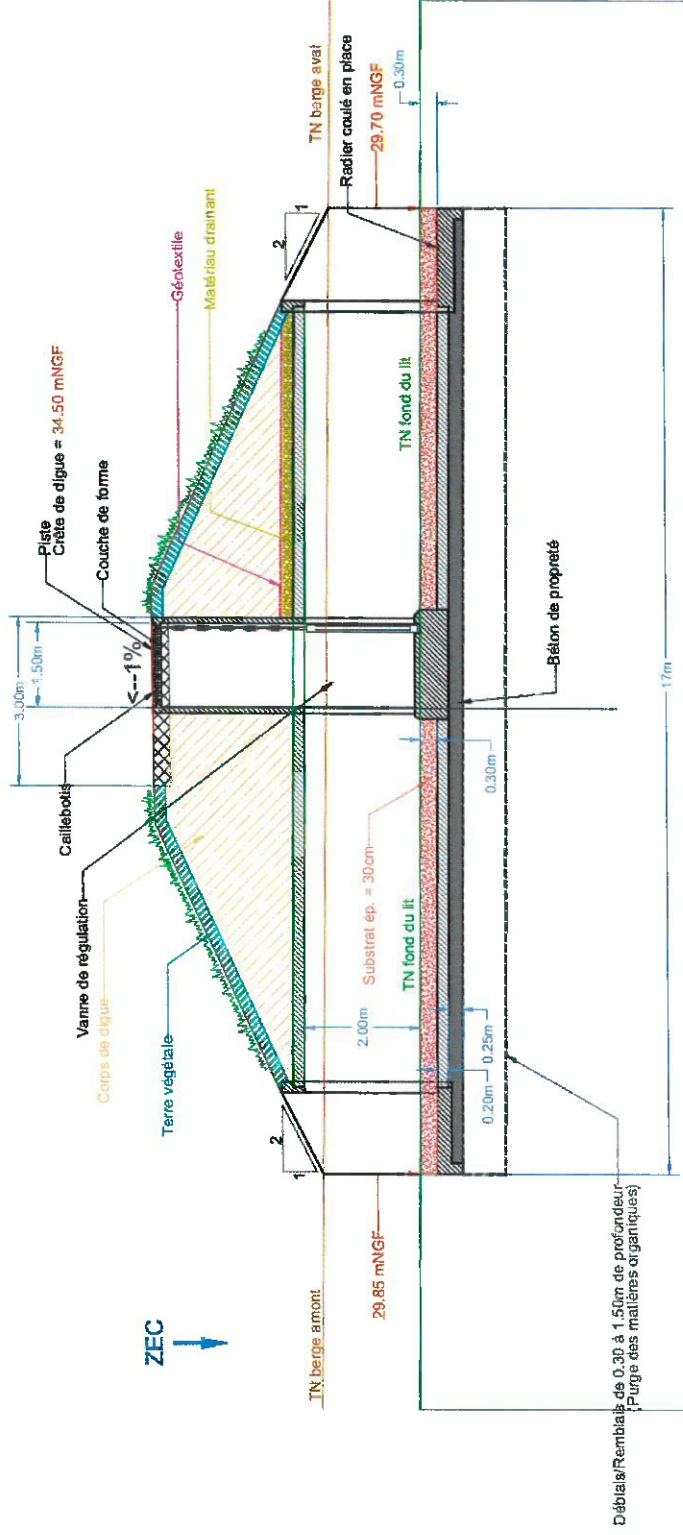 ZEC
Piste
Crête de digue = 34.50 mNGF
Couche de forme
3.00m
1.50m
<--1%
Caillebotis
Vanne de régulation
Corps de digue
Terre végétale
Géotextile
Matériau drainant
2
1
2
1
TN berge amont
TN berge avat
29.85 mNGF
29.70 mNGF
Radier coulé en place
0.30m
2.00m
Substrat ép. = 30cm
TN fond du lit
TN fond du lit
0.30m
0.20m
0.25m
Béton de propreté
17m
Déblais/Remblais de 0.30 à 1.50m de profondeur
(Purge des matières organiques)